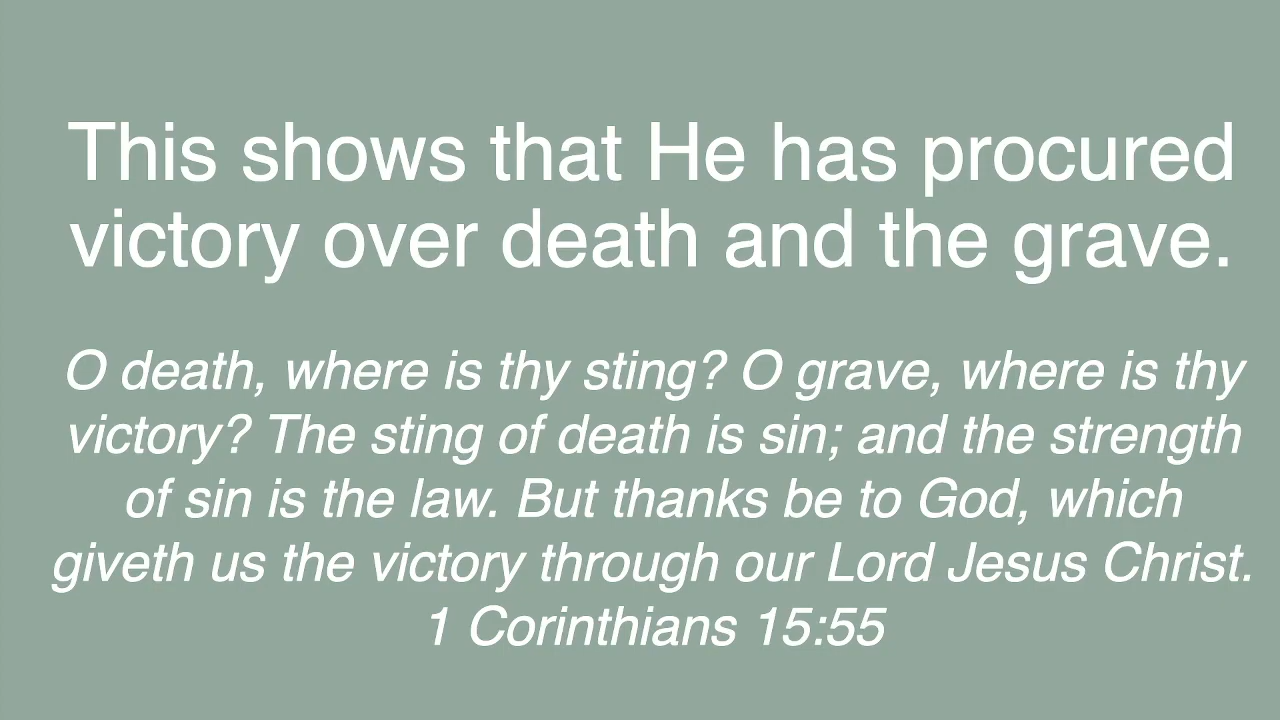 This shows that He has procured
victory over death and the grave.
O death, where is thy sting? O grave, where is thy
victory? The sting of death is sin; and the strength
of sin is the law. But thanks be to God, which
giveth us the victory through our Lord Jesus Christ.
1 Corinthians 15:55